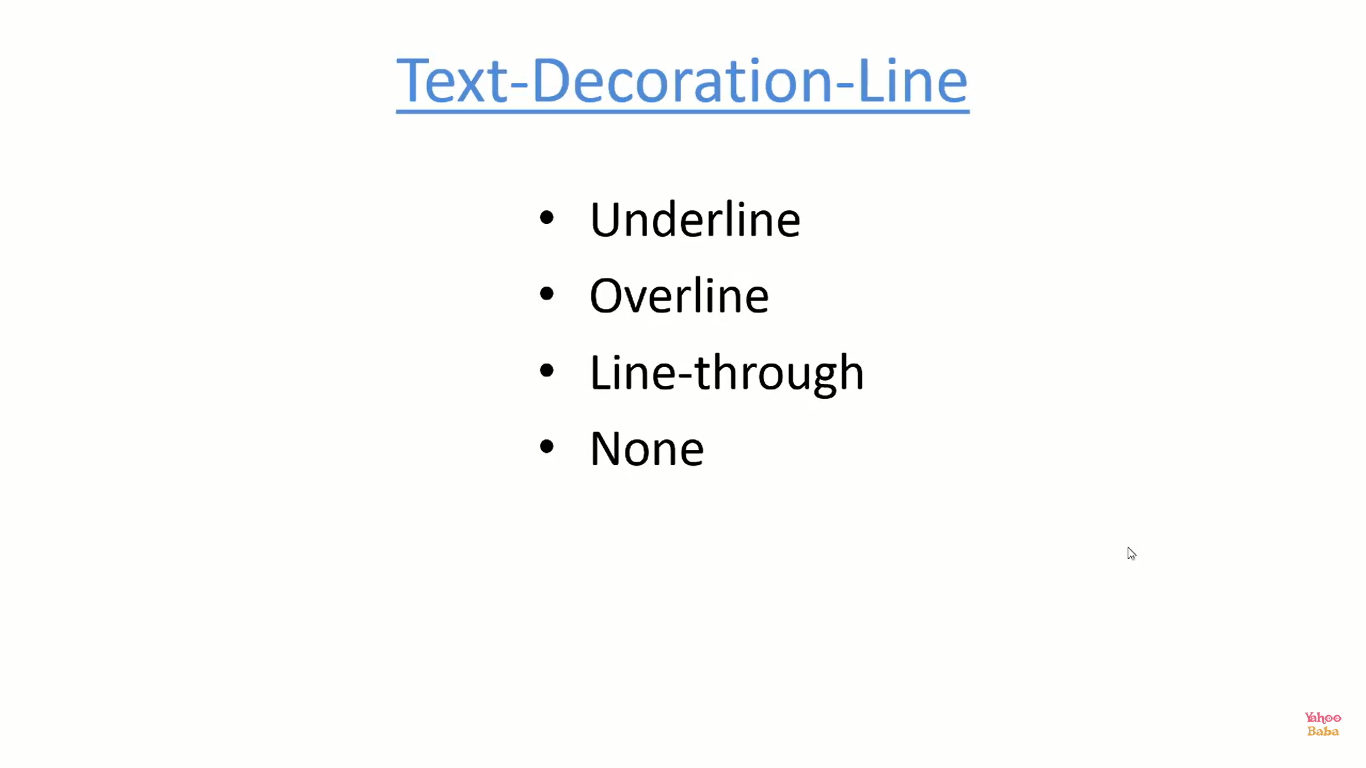 Text-Decoration-Line
• Underline
• Overline
• Line-through
• None
Yahoo
Baba